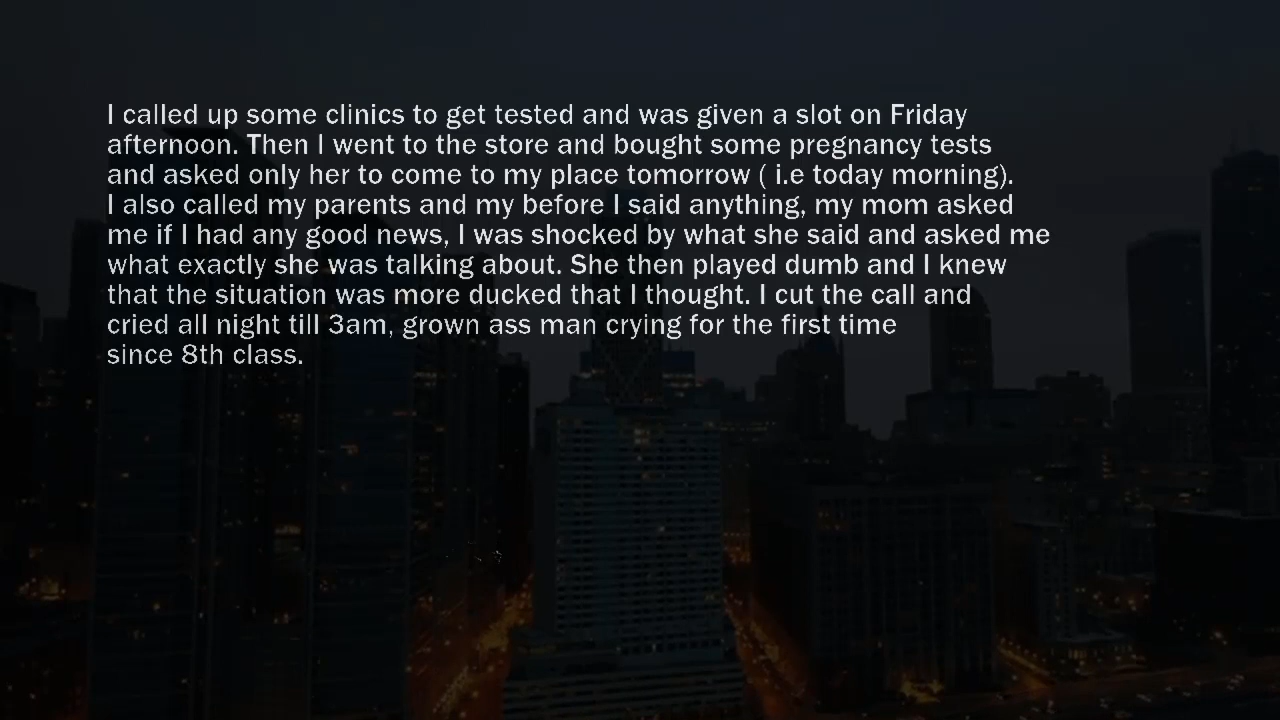 I called up some clinics to get tested and was given a slot on Friday
afternoon. Then I went to the store and bought some pregnancy tests
and asked only her to come to my place tomorrow ( i.e today morning).
I also called my parents and my before I said anything, my mom asked
me if I had any good news, I was shocked by what she said and asked me
what exactly she was talking about. She then played dumb and I knew
that the situation was more ducked that I thought. I cut the call and
cried all night till 3am, grown ass man crying for the first time
since 8th class.